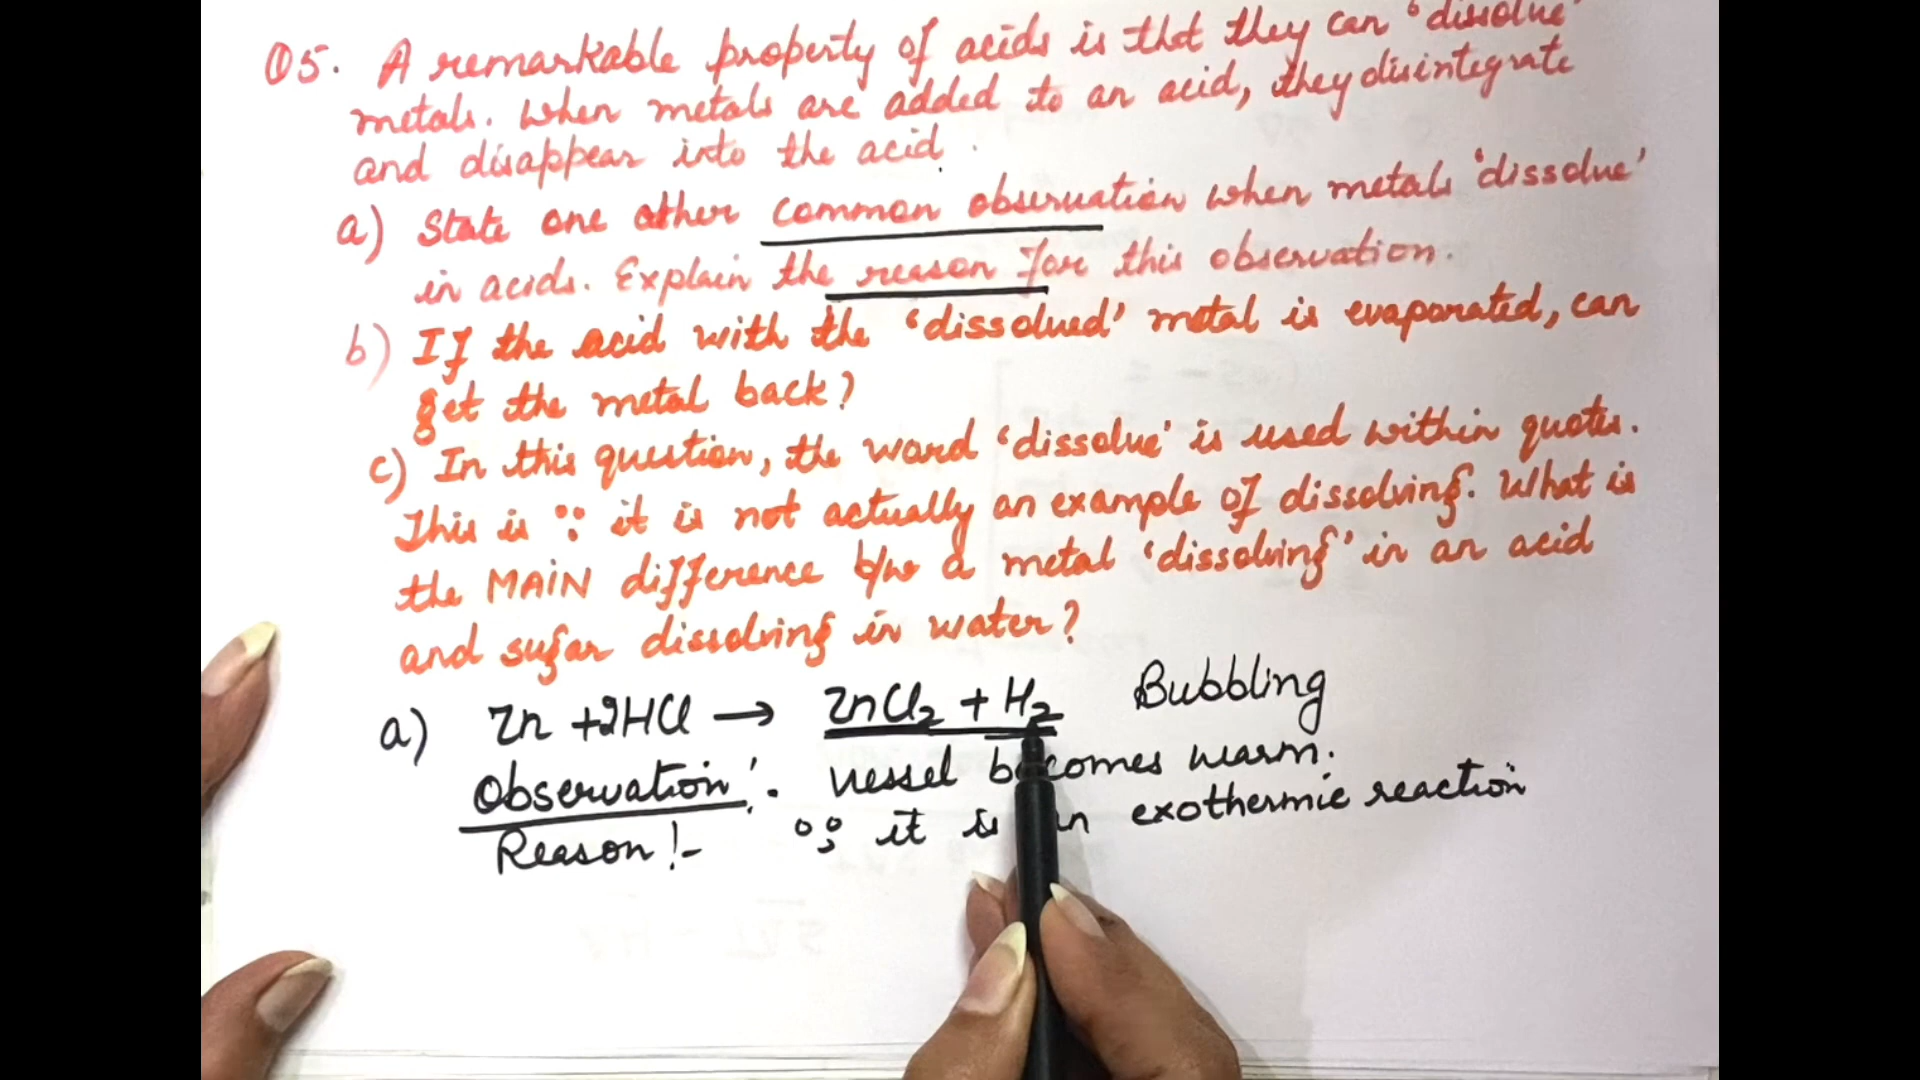 Q5. A remarkable property of acids is that they can 'dissolve'
metals. When metals are added to an acid, they disintegrate
and disappear into the acid.
a) State one other common observation when metals 'dissolve'
in acids. Explain the reason for this observation.
b) If the acid with the 'dissolved' metal is evaporated, can
get the metal back?
c) In this question, the word 'dissolve' is used within quotes.
This is ∵ it is not actually an example of dissolving. What is
the MAIN difference b/w a metal 'dissolving' in an acid
and sugar dissolving in water?
a) Zn + 2HCl → ZnCl₂ + H₂ Bubbling
Observation :- vessel becomes warm.
Reason :- ∵ it is an exothermic reaction